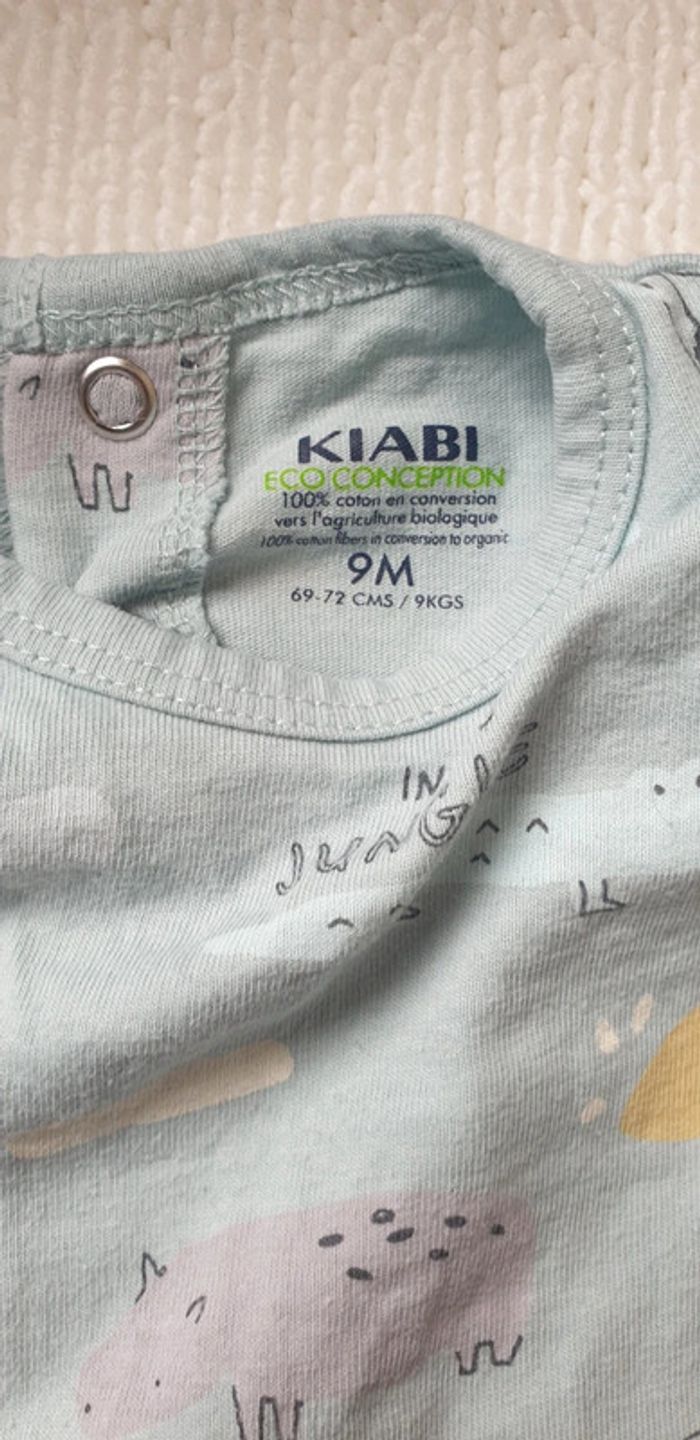 KIABI
ECO CONCEPTION
100% coton en conversion
vers l'agriculture biologique
100% cotton fibers in conversion to organic
9M
69-72 CMS / 9KGS
IN
JUNG